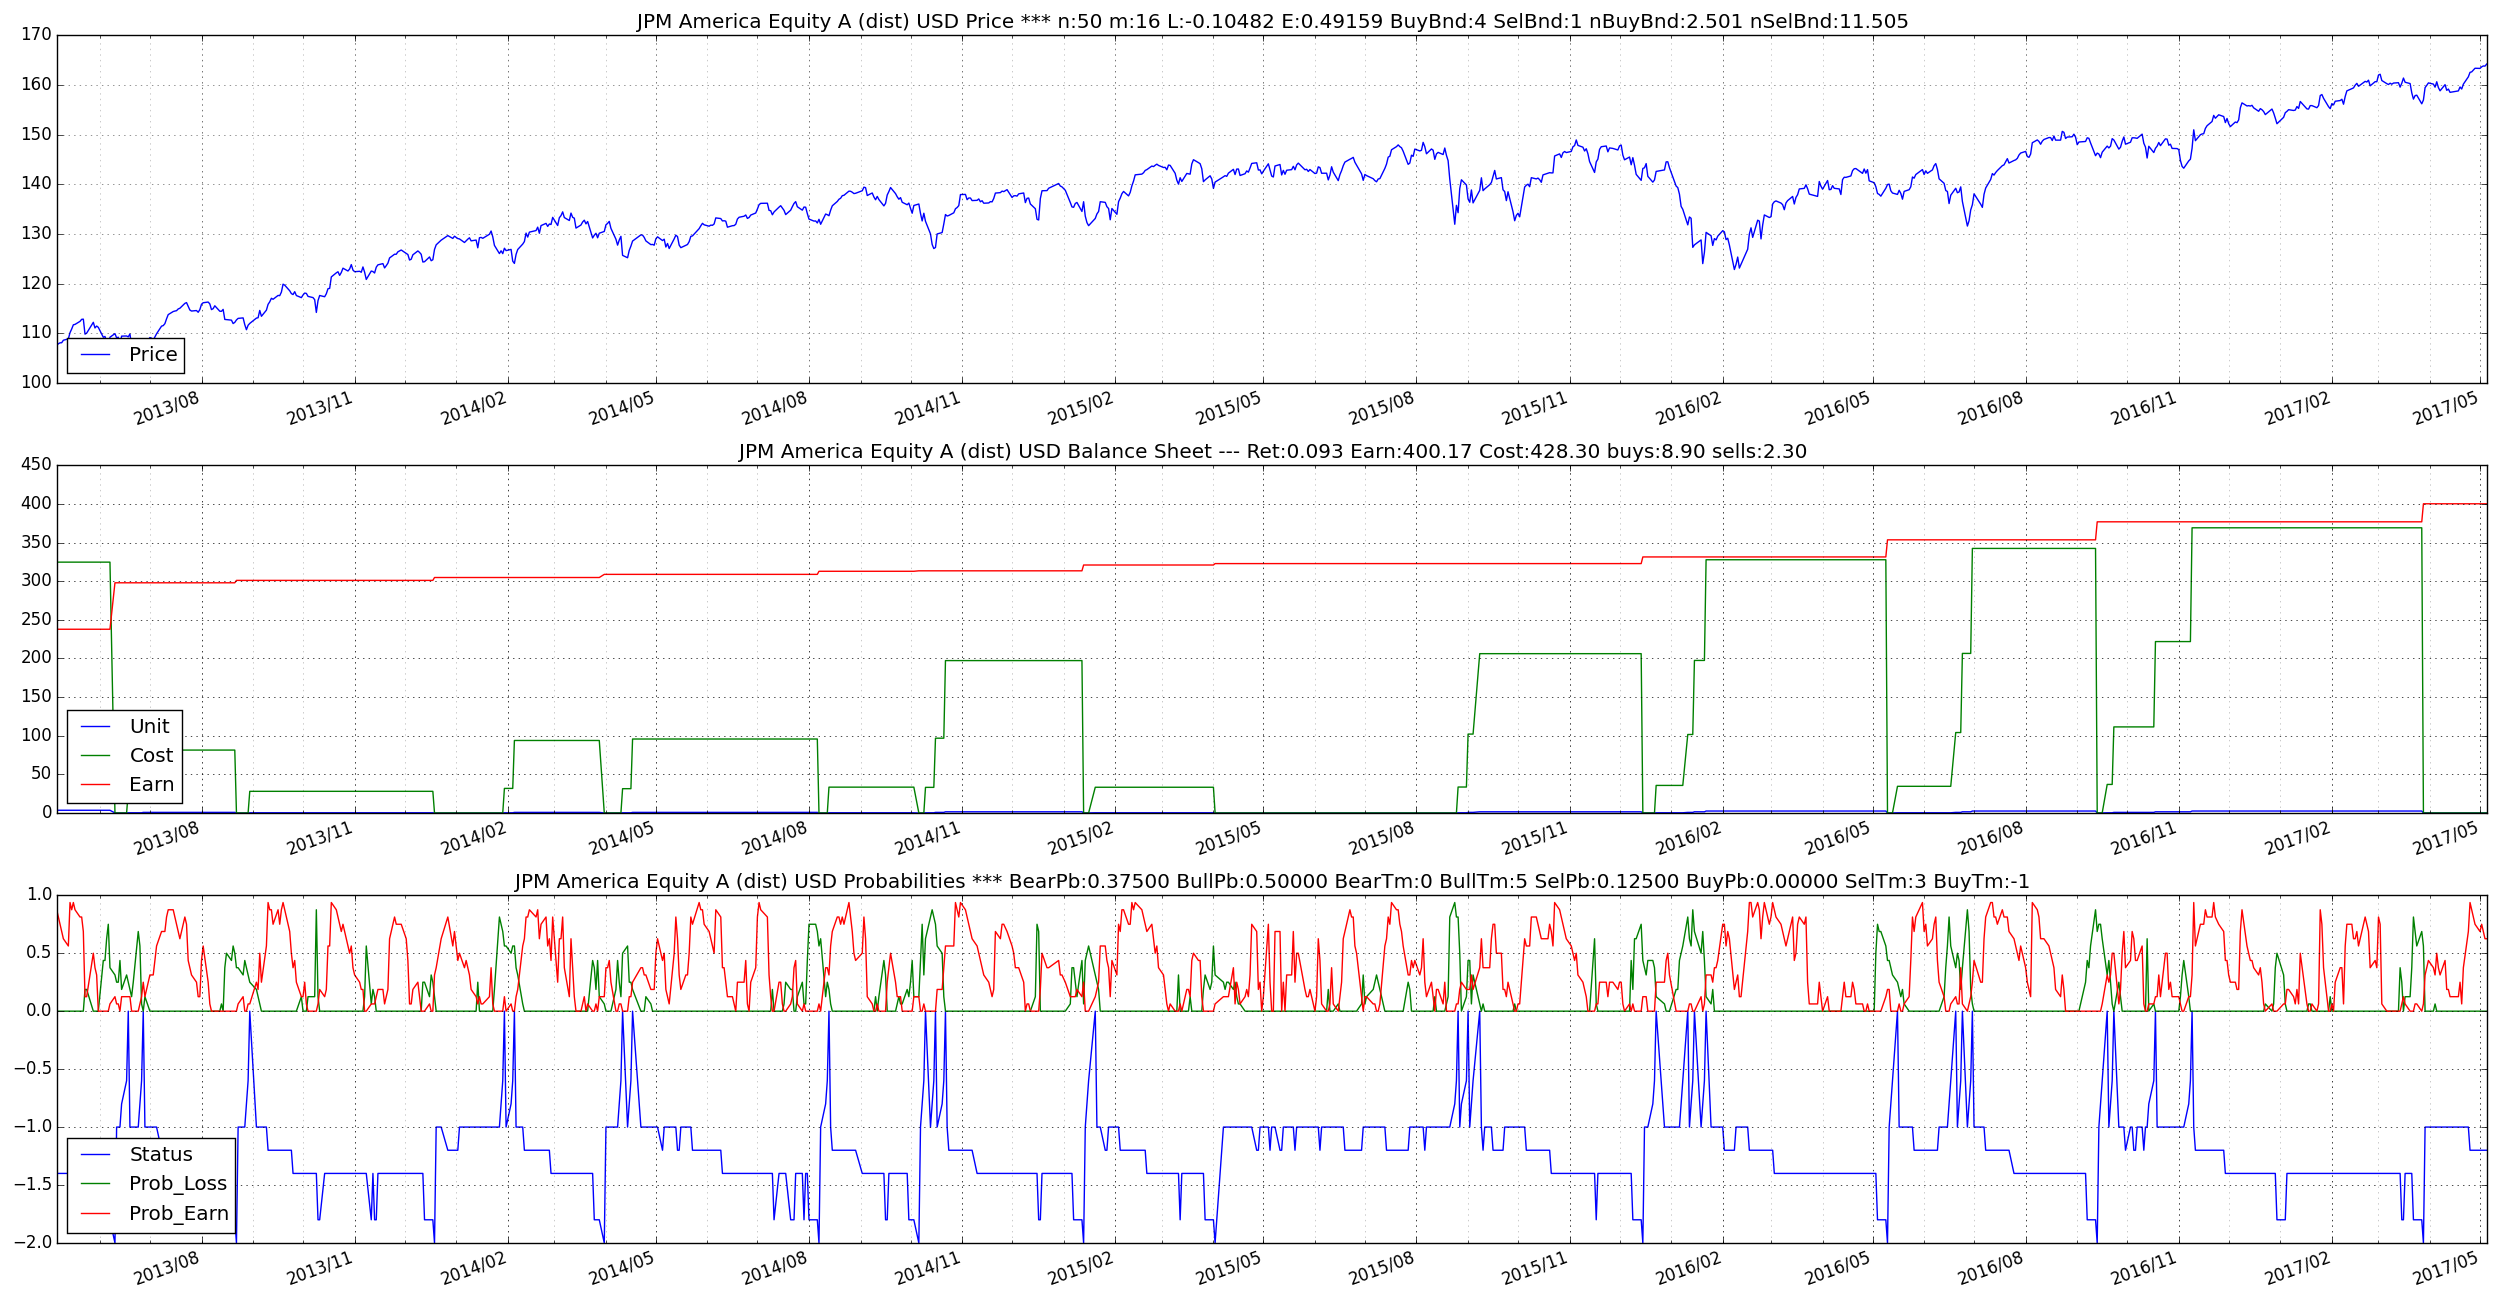 JPM America Equity A (dist) USD Price *** n:50 m:16 L:-0.10482 E:0.49159 BuyBnd:4 SelBnd:1 nBuyBnd:2.501 nSelBnd:11.505
170
160
150
140
130
120
110
100
Price
2013/08 2013/11 2014/02 2014/05 2014/08 2014/11 2015/02 2015/05 2015/08 2015/11 2016/02 2016/05 2016/08 2016/11 2017/02 2017/05
JPM America Equity A (dist) USD Balance Sheet --- Ret:0.093 Earn:400.17 Cost:428.30 buys:8.90 sells:2.30
450
400
350
300
250
200
150
100
50
0
Unit
Cost
Earn
2013/08 2013/11 2014/02 2014/05 2014/08 2014/11 2015/02 2015/05 2015/08 2015/11 2016/02 2016/05 2016/08 2016/11 2017/02 2017/05
JPM America Equity A (dist) USD Probabilities *** BearPb:0.37500 BullPb:0.50000 BearTm:0 BullTm:5 SelPb:0.12500 BuyPb:0.00000 SelTm:3 BuyTm:-1
1.0
0.5
0.0
−0.5
−1.0
−1.5
−2.0
Status
Prob_Loss
Prob_Earn
2013/08 2013/11 2014/02 2014/05 2014/08 2014/11 2015/02 2015/05 2015/08 2015/11 2016/02 2016/05 2016/08 2016/11 2017/02 2017/05